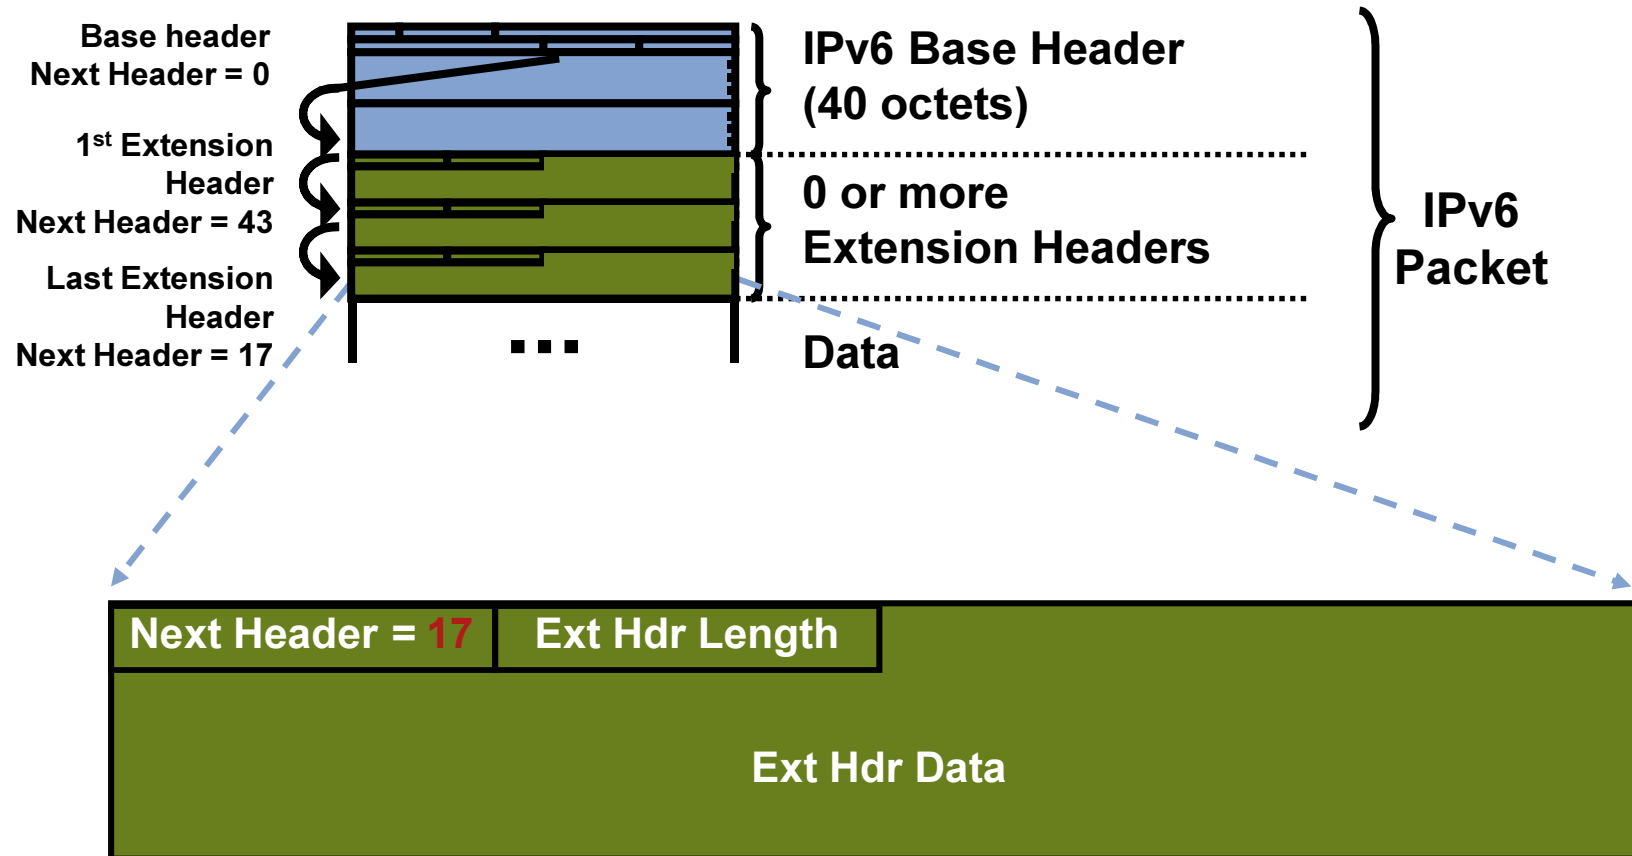 Base header
Next Header = 0
1st Extension
Header
Next Header = 43
Last Extension
Header
Next Header = 17
IPv6 Base Header
(40 octets)
0 or more
Extension Headers
...
Data
IPv6
Packet
Next Header = 17
Ext Hdr Length
Ext Hdr Data